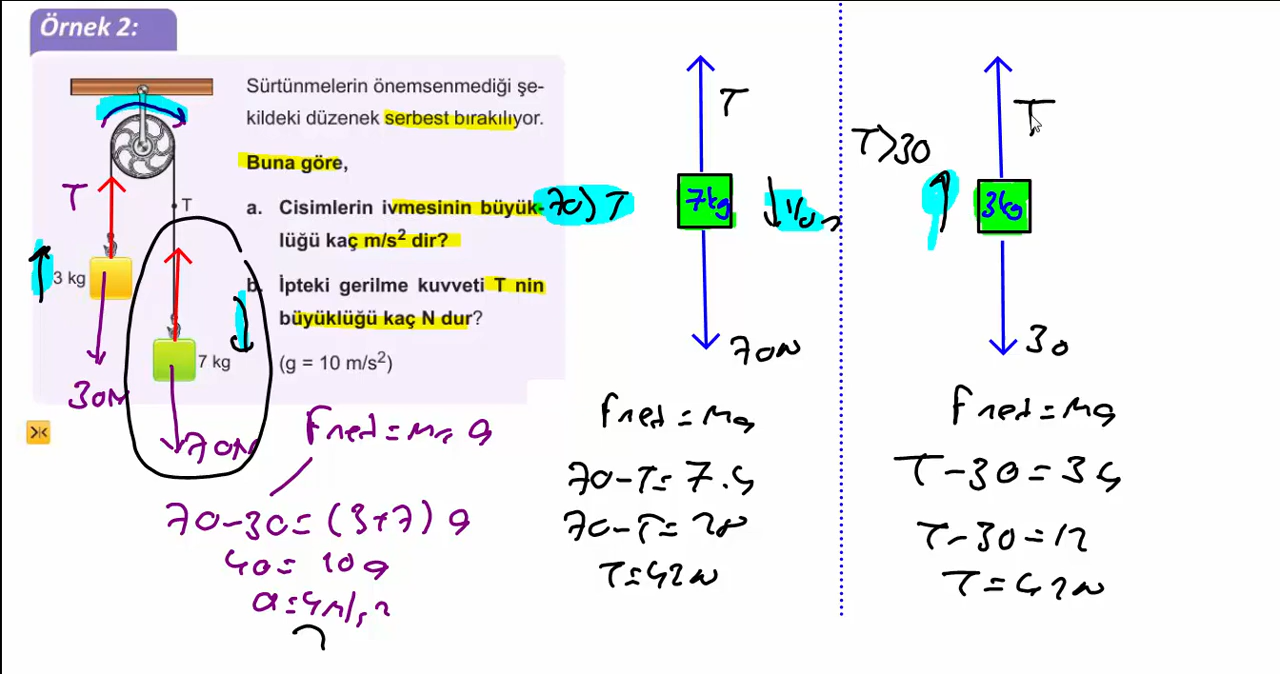 Örnek 2:
Sürtünmelerin önemsenmediği şe-
kildeki düzenek serbest bırakılıyor.
Buna göre,
a. Cisimlerin ivmesinin büyük-
lüğü kaç m/s² dir?
b. İpteki gerilme kuvveti T nin
büyüklüğü kaç N dur?
(g = 10 m/s²)
T
T
3 kg
7 kg
30N
70N
Fnet = mT a
70-30=(3+7) a
40= 10a
a=4m/s2
T
70>T
7kg
70N
Fnet=ma
70-T=7.4
70-T=28
T=42N
T
T>30
3kg
30
Fnet=ma
T-30=34
T-30=12
T=42N